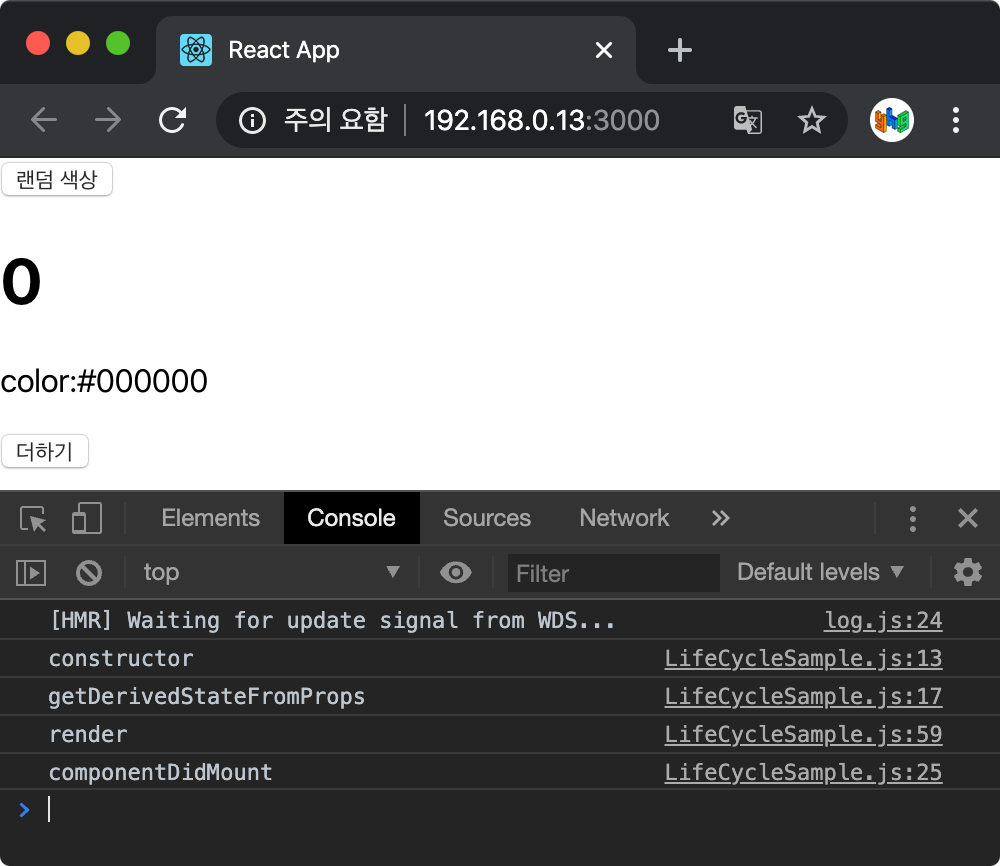 React App
주의 요함 192.168.0.13:3000
랜덤 색상
0
color:#000000
더하기
Elements Console Sources Network
top Filter Default levels
[HMR] Waiting for update signal from WDS... log.js:24
constructor LifeCycleSample.js:13
getDerivedStateFromProps LifeCycleSample.js:17
render LifeCycleSample.js:59
componentDidMount LifeCycleSample.js:25